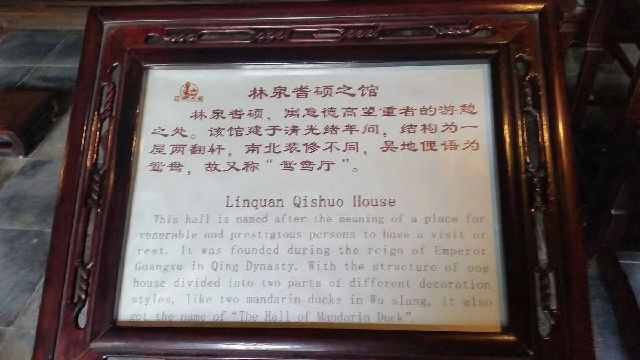 林泉耆硕之馆
林泉耆硕，寓意德高望重者的游憩
之处。该馆建于清光绪年间，结构为一
层两翻轩，南北装修不同，吴地俚语为
鸳鸯，故又称“鸳鸯厅”。
Linquan Qishuo House
This hall is named after the meaning of a place for
venerable and prestigious persons to have a visit or
rest. It was founded during the reign of Emperor
Guangxu in Qing Dynasty. With the structure of one
house divided into two parts of different decoration
styles, like two mandarin ducks in Wu slang, it also
got the name of “The Hall of Mandarin Duck”.